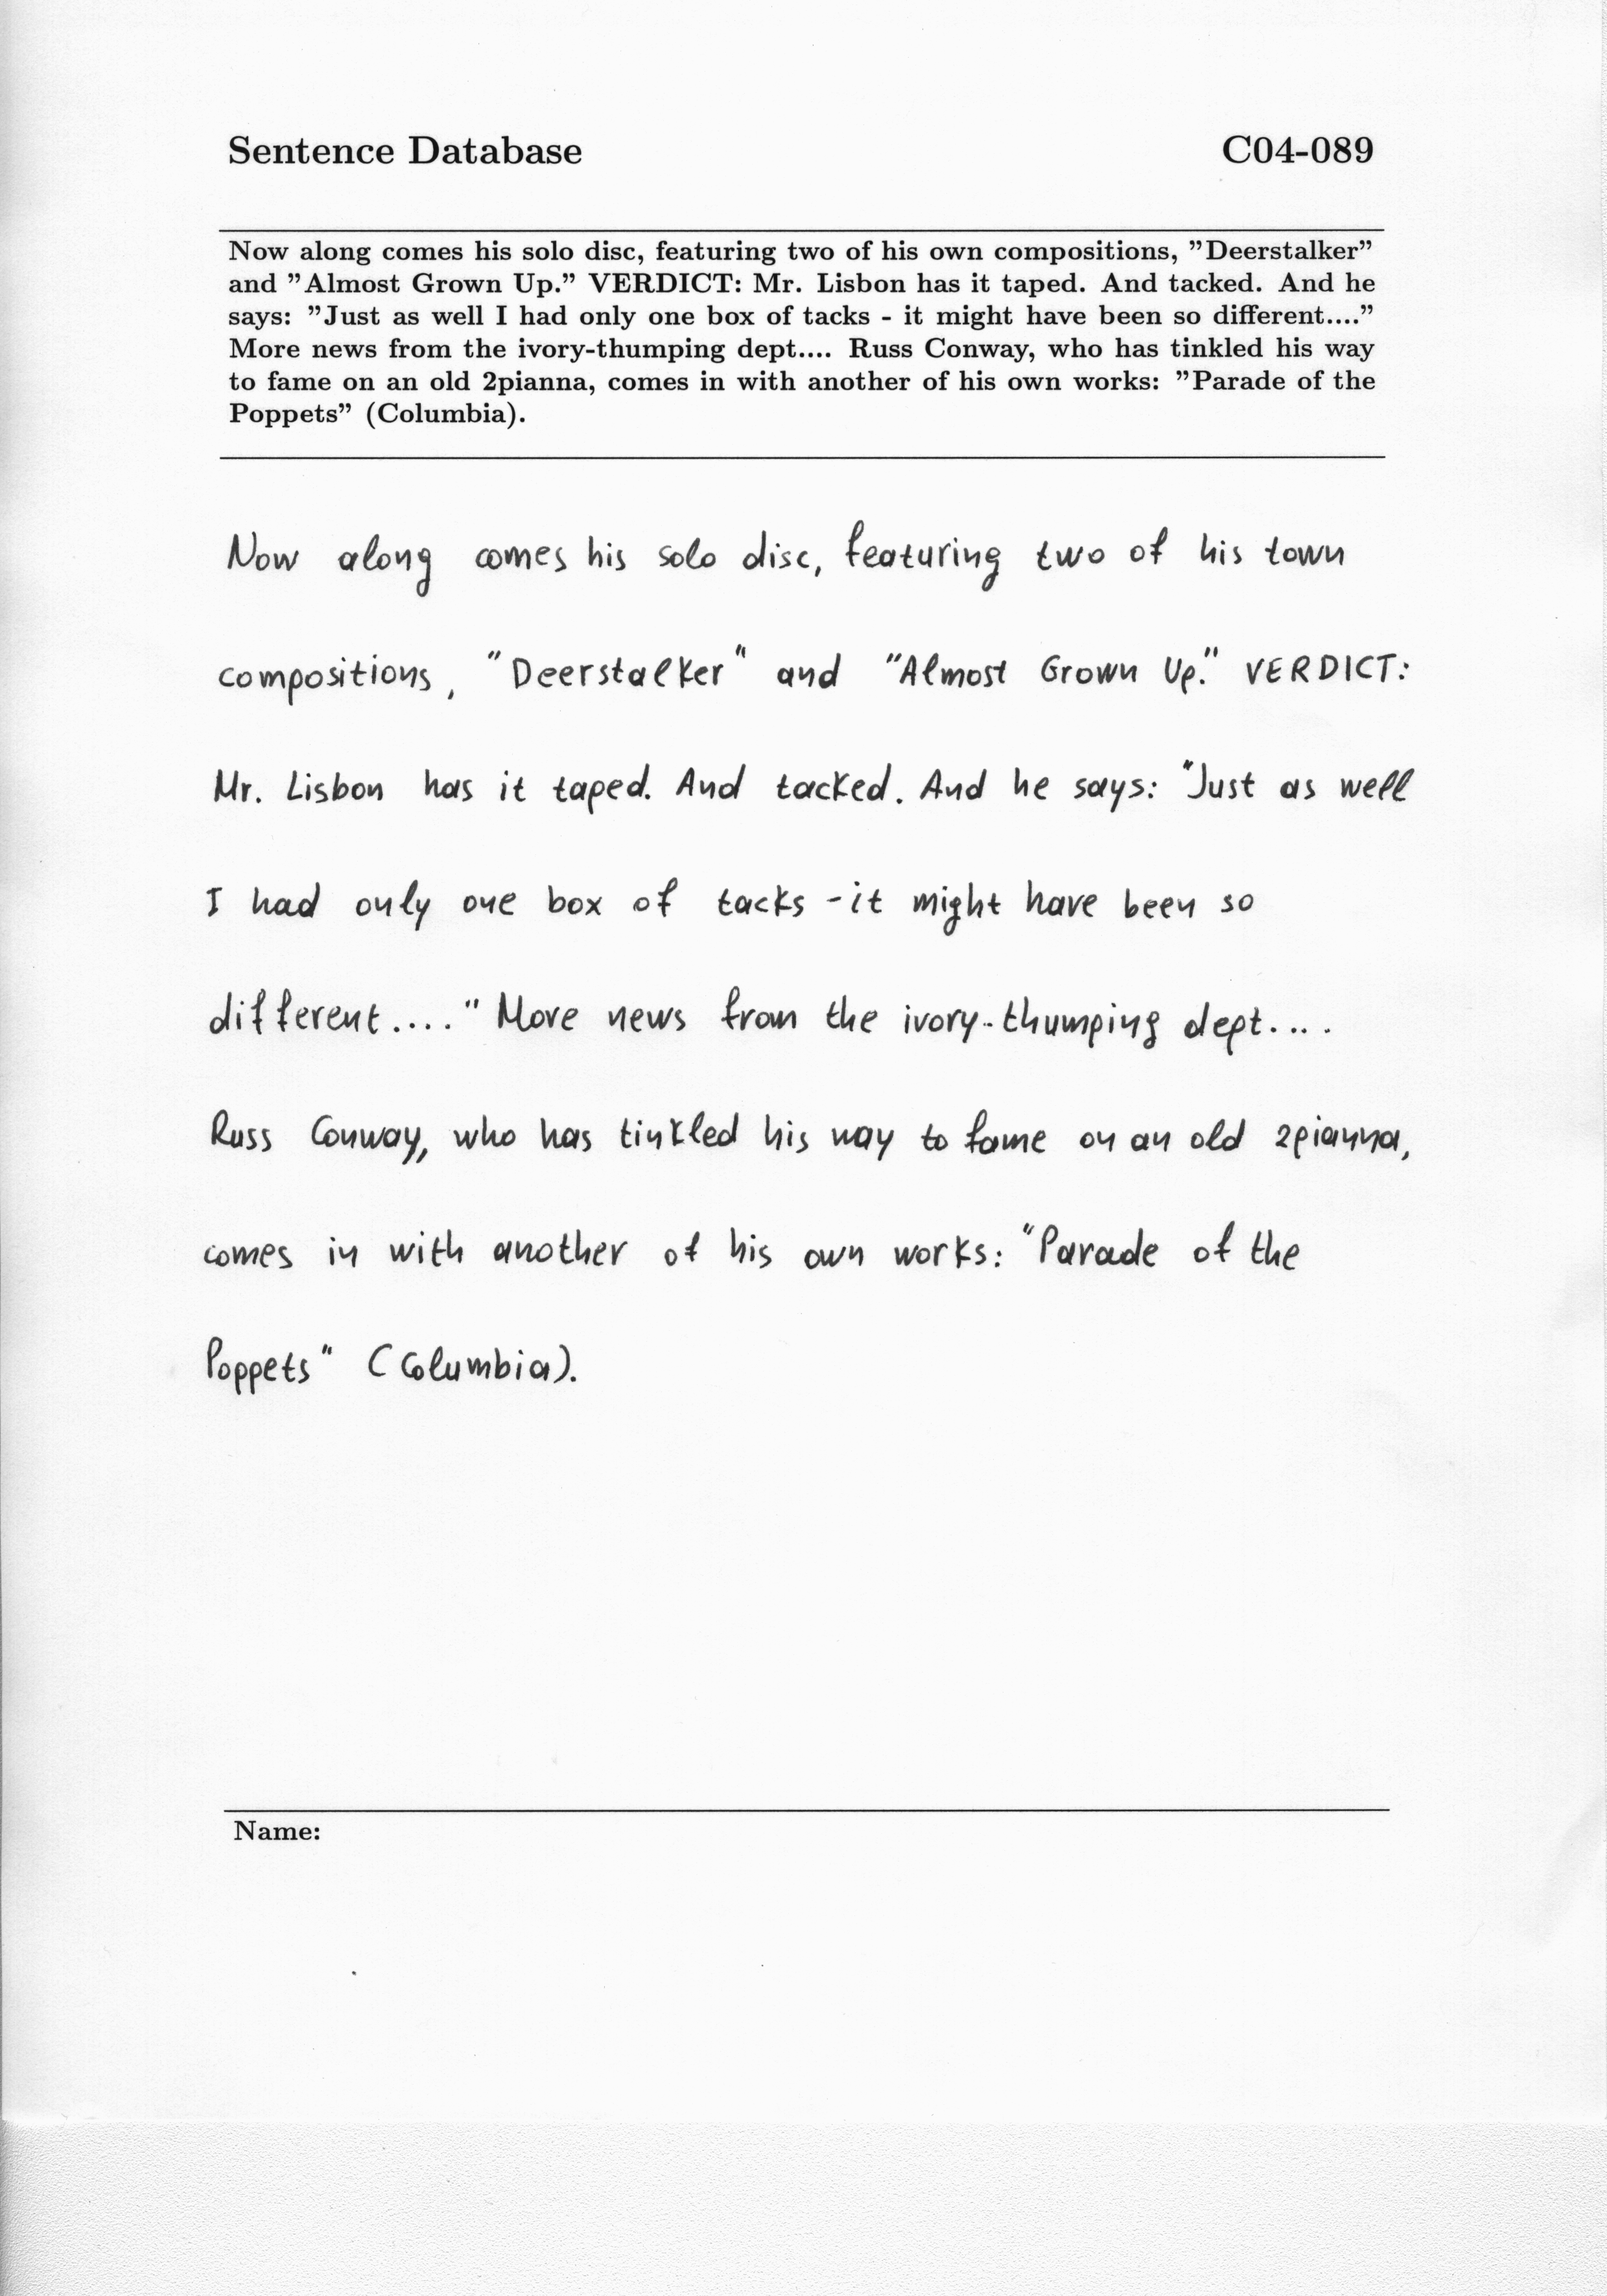 Sentence Database C04-089
Now along comes his solo disc, featuring two of his own compositions, ”Deerstalker”
and ”Almost Grown Up.” VERDICT: Mr. Lisbon has it taped. And tacked. And he
says: ”Just as well I had only one box of tacks - it might have been so different....”
More news from the ivory-thumping dept.... Russ Conway, who has tinkled his way
to fame on an old 2pianna, comes in with another of his own works: ”Parade of the
Poppets” (Columbia).
Now along comes his solo disc, featuring two of his town
compositions, "Deerstalker" and "Almost Grown Up." VERDICT:
Mr. Lisbon has it taped. And tacked. And he says: "Just as well
I had only one box of tacks - it might have been so
different...." More news from the ivory-thumping dept....
Russ Conway, who has tinkled his way to fame on an old 2pianna,
comes in with another of his own works: "Parade of the
Poppets" (Columbia).
Name: